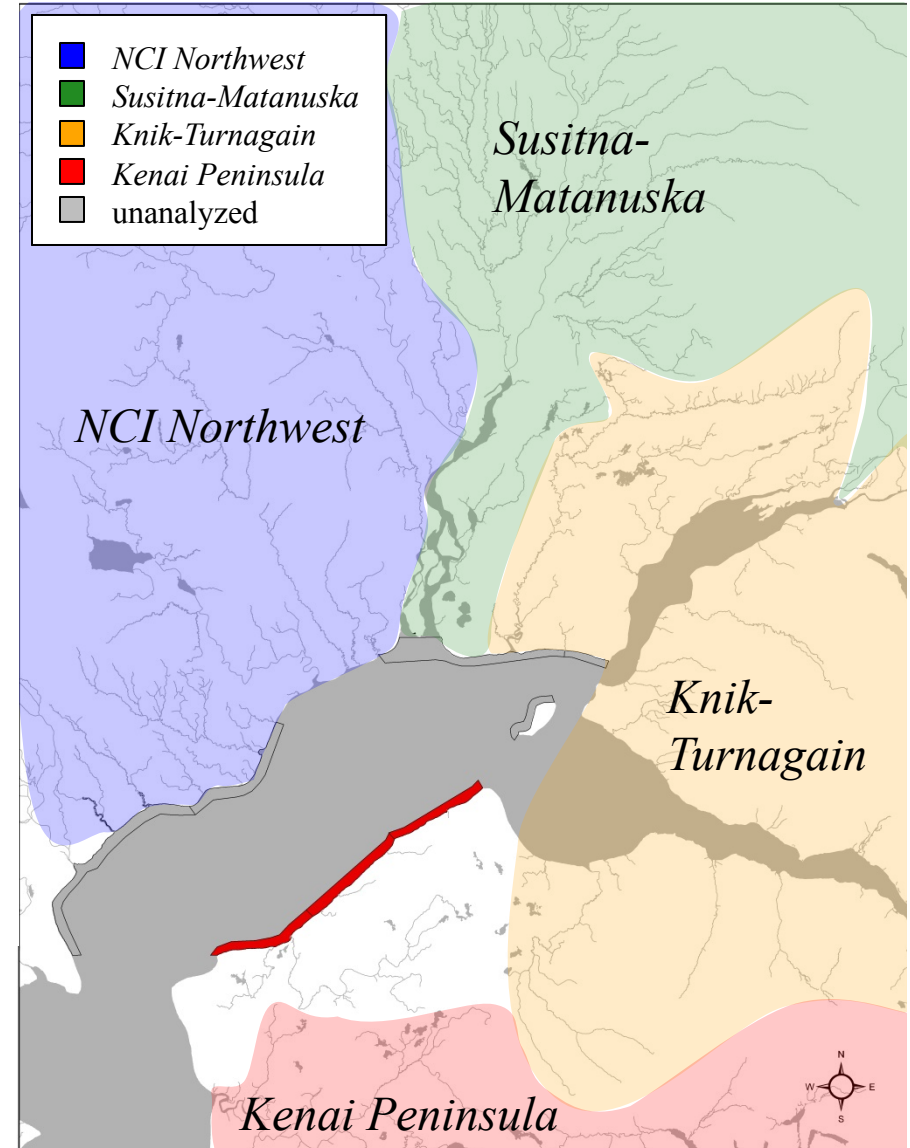 NCI Northwest
Susitna-Matanuska
Knik-Turnagain
Kenai Peninsula
unanalyzed
Susitna-
Matanuska
NCI Northwest
Knik-
Turnagain
Kenai Peninsula
N
W E
S